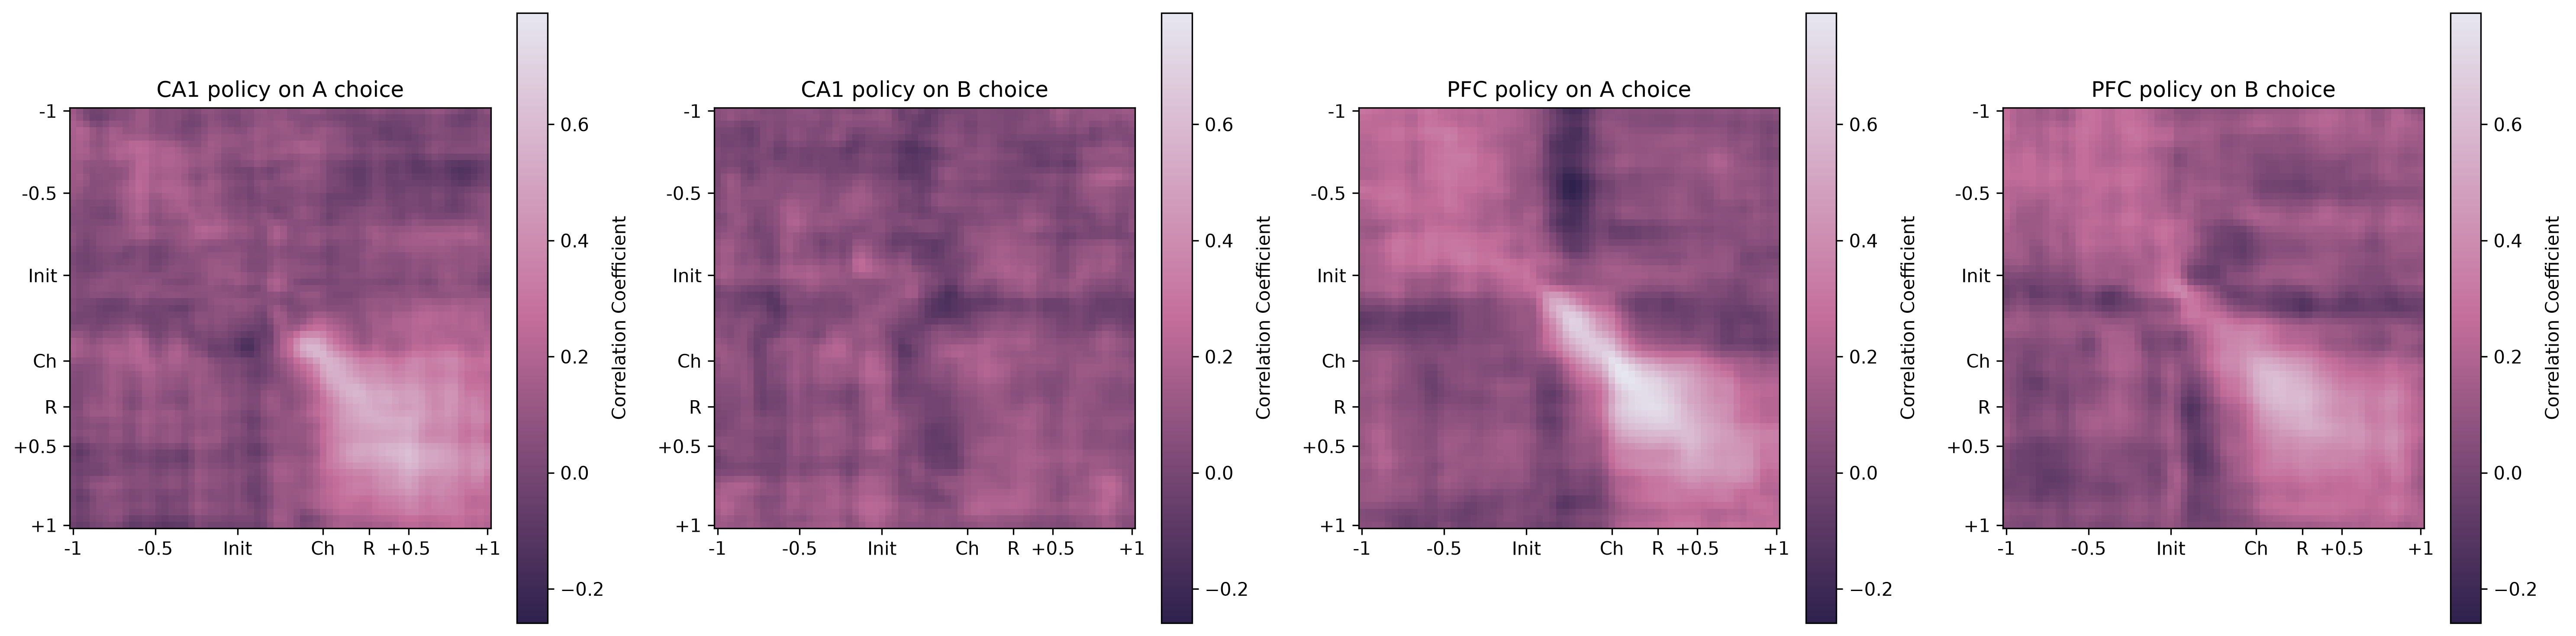 CA1 policy on A choice
-1
-0.5
Init
Ch
R
+0.5
+1
-1 -0.5 Init Ch R +0.5 +1
0.6
0.4
0.2
0.0
−0.2
Correlation Coefficient
CA1 policy on B choice
-1
-0.5
Init
Ch
R
+0.5
+1
-1 -0.5 Init Ch R +0.5 +1
0.6
0.4
0.2
0.0
−0.2
Correlation Coefficient
PFC policy on A choice
-1
-0.5
Init
Ch
R
+0.5
+1
-1 -0.5 Init Ch R +0.5 +1
0.6
0.4
0.2
0.0
−0.2
Correlation Coefficient
PFC policy on B choice
-1
-0.5
Init
Ch
R
+0.5
+1
-1 -0.5 Init Ch R +0.5 +1
0.6
0.4
0.2
0.0
−0.2
Correlation Coefficient